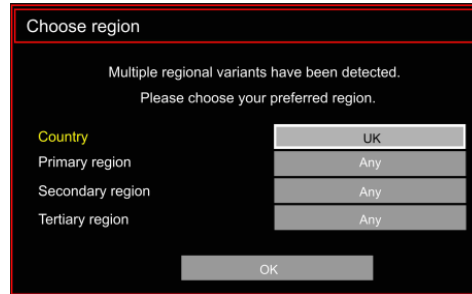 Choose region
Multiple regional variants have been detected.
Please choose your preferred region.
Country UK
Primary region Any
Secondary region Any
Tertiary region Any
OK